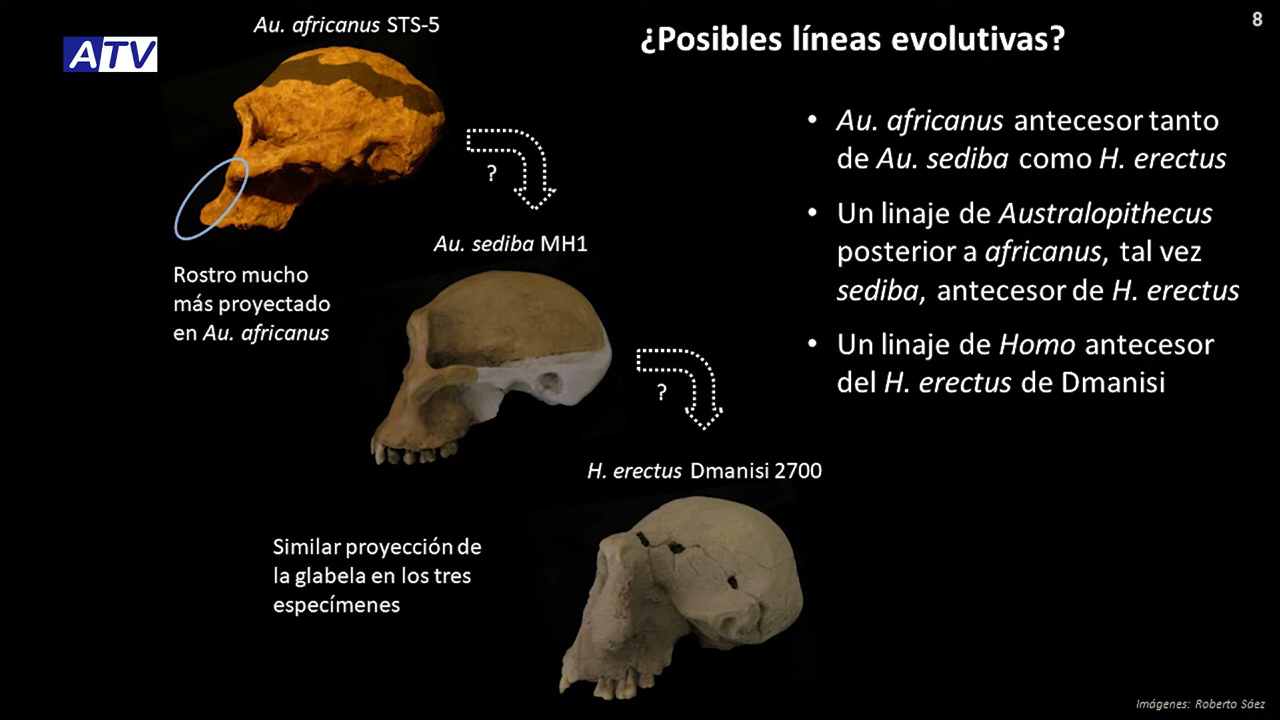 Au. africanus STS-5
ATV
¿Posibles líneas evolutivas?
8
?
Au. sediba MH1
Rostro mucho
más proyectado
en Au. africanus
?
H. erectus Dmanisi 2700
Similar proyección de
la glabela en los tres
especímenes
• Au. africanus antecesor tanto
de Au. sediba como H. erectus
• Un linaje de Australopithecus
posterior a africanus, tal vez
sediba, antecesor de H. erectus
• Un linaje de Homo antecesor
del H. erectus de Dmanisi
Imágenes: Roberto Sáez